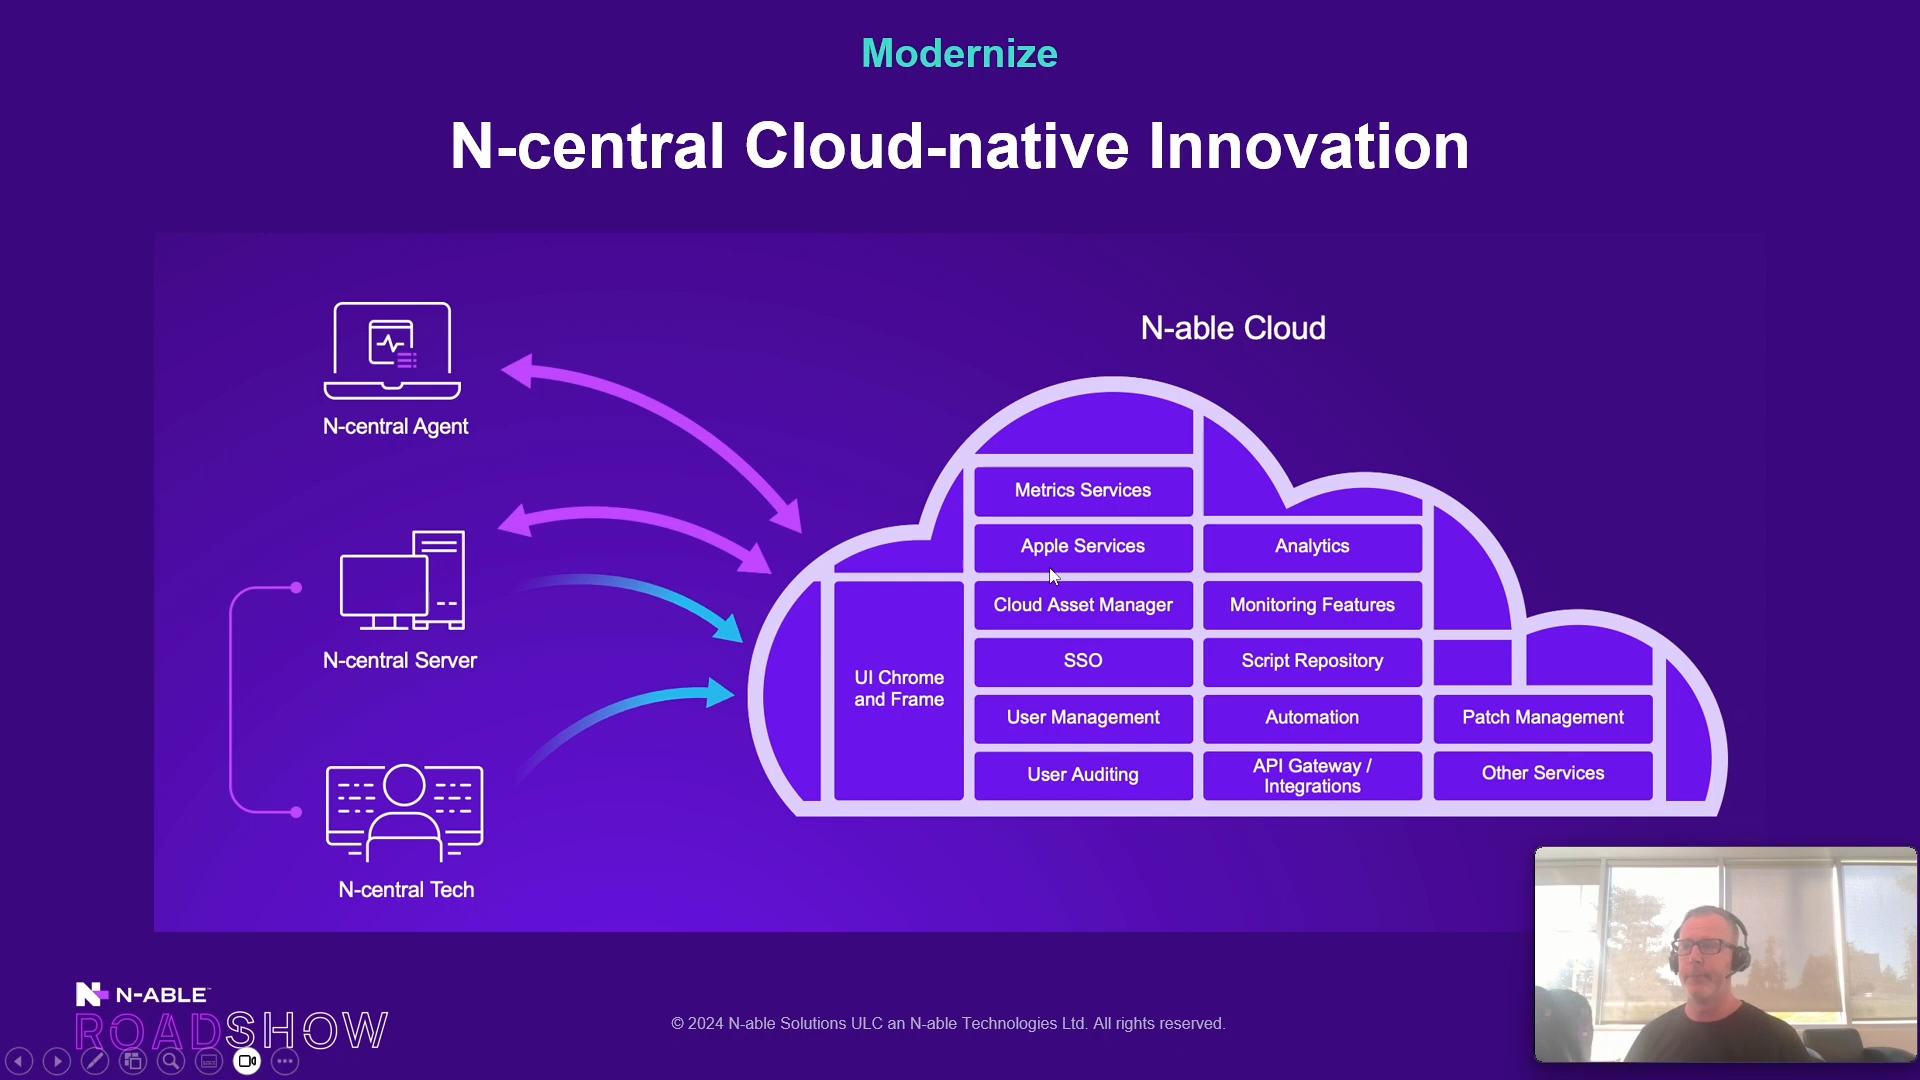 Modernize
N-central Cloud-native Innovation
N-able Cloud
N-central Agent
N-central Server
N-central Tech
UI Chrome
and Frame
Metrics Services
Apple Services
Cloud Asset Manager
SSO
User Management
User Auditing
Analytics
Monitoring Features
Script Repository
Automation
API Gateway /
Integrations
Patch Management
Other Services
N-ABLE™
ROADSHOW
© 2024 N-able Solutions ULC an N-able Technologies Ltd. All rights reserved.